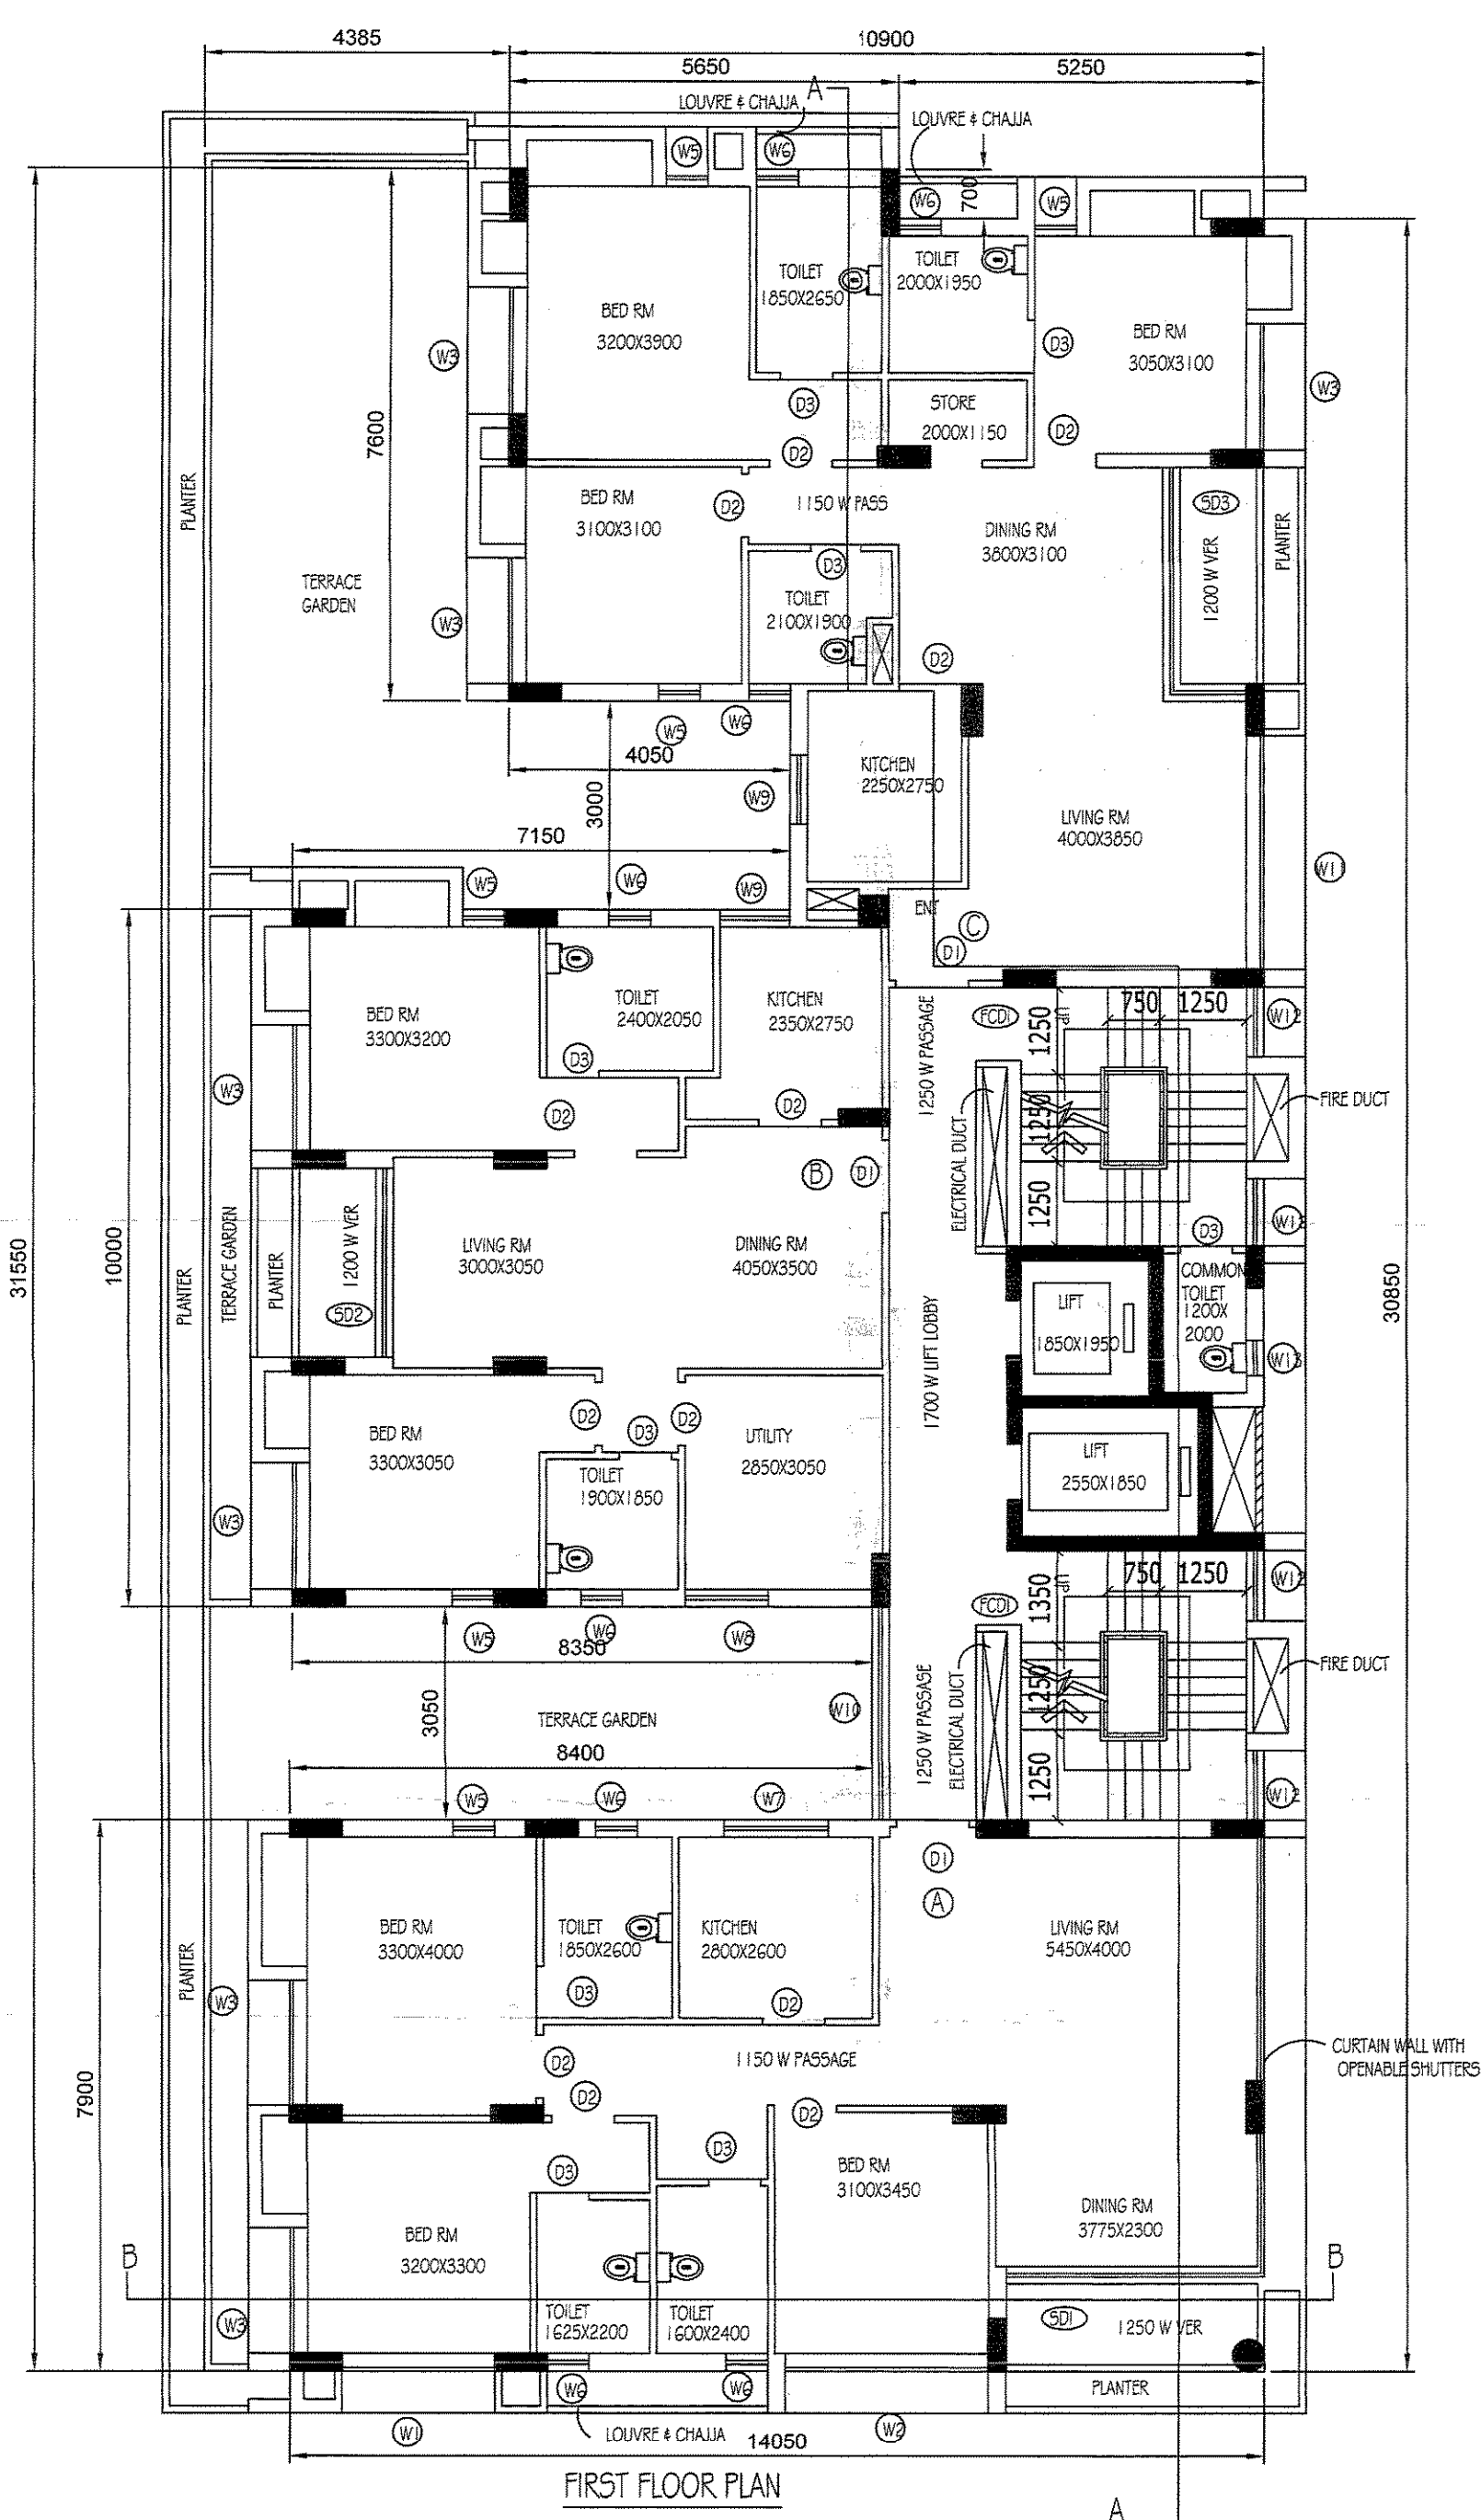 4385
10900
5650
5250
A
LOUVRE & CHAJJA
LOUVRE & CHAJJA
W5
W6
W6
700
W5
TOILET
1850X2650
TOILET
2000X1950
BED RM
3200X3900
BED RM
3050X3100
W3
D3
W3
7600
D3
STORE
2000X1150
D2
D2
PLANTER
BED RM
3100X3100
D2
1150 W PASS
DINING RM
3800X3100
SD3
1200 W VER
PLANTER
TERRACE
GARDEN
D3
TOILET
2100X1900
W3
D2
W5
W6
4050
KITCHEN
2250X2750
W9
3000
LIVING RM
4000X3850
7150
W11
W5
W6
W9
ENT
C
D1
BED RM
3300X3200
TOILET
2400X2050
KITCHEN
2350X2750
1250 W PASSAGE
FCD1
1250
UP
750
1250
W12
W3
D3
D2
D2
1250
FIRE DUCT
ELECTRICAL DUCT
B
D1
1250
D3
W13
31550
10000
TERRACE GARDEN
PLANTER
PLANTER
1200 W VER
SD2
LIVING RM
3000X3050
DINING RM
4050X3500
COMMON
TOILET
1200X
2000
LIFT
1850X1950
W13
30850
1700 W LIFT LOBBY
BED RM
3300X3050
D2
D3
D2
UTILITY
2850X3050
LIFT
2550X1850
TOILET
1900X1850
W3
W5
W6
W8
8350
FCD1
1350
UP
750
1250
W12
3050
TERRACE GARDEN
W10
1250 W PASSASE
ELECTRICAL DUCT
1250
FIRE DUCT
8400
1250
W12
W5
W6
W7
D1
A
BED RM
3300X4000
TOILET
1850X2600
KITCHEN
2800X2600
LIVING RM
5450X4000
PLANTER
W3
D3
D2
7900
D2
1150 W PASSAGE
CURTAIN WALL WITH
OPENABLE SHUTTERS
D2
D2
D3
D3
BED RM
3100X3450
BED RM
3200X3300
DINING RM
3775X2300
B
B
W3
TOILET
1625X2200
TOILET
1600X2400
SD1
1250 W VER
W6
W6
PLANTER
W1
LOUVRE & CHAJJA
W2
14050
FIRST FLOOR PLAN
A